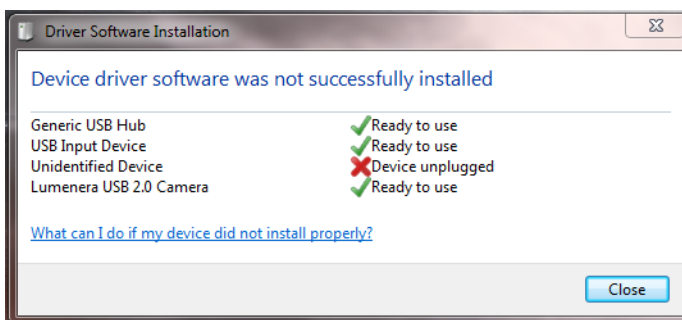 Driver Software Installation
Device driver software was not successfully installed
Generic USB Hub Ready to use
USB Input Device Ready to use
Unidentified Device Device unplugged
Lumenera USB 2.0 Camera Ready to use
What can I do if my device did not install properly?
Close